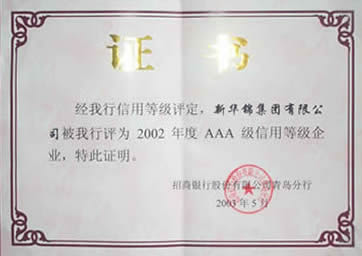 证书
经我行信用等级评定，新华锦集团有限公
司被我行评为 2002 年度 AAA 级信用等级企
业，特此证明。
招商银行股份有限公司青岛分行
2003 年 5 月